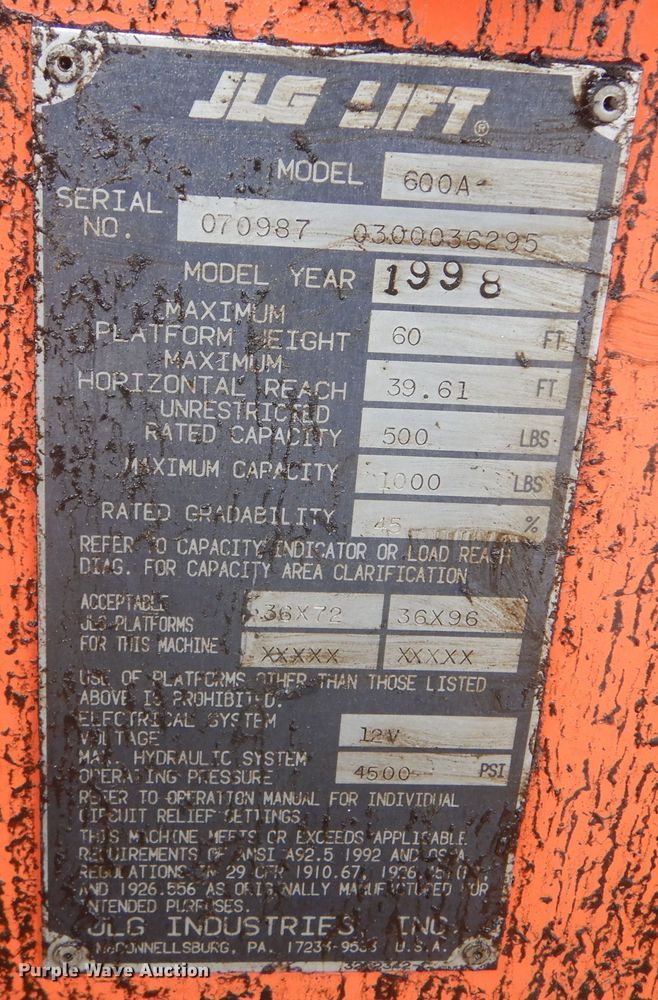 JLG LIFT®
MODEL 600A
SERIAL NO. 070987 0300036295
MODEL YEAR 1998
MAXIMUM
PLATFORM HEIGHT 60 FT
MAXIMUM
HORIZONTAL REACH 39.61 FT
UNRESTRICTED
RATED CAPACITY 500 LBS
MAXIMUM CAPACITY 1000 LBS
RATED GRADABILITY 45 %
REFER TO CAPACITY INDICATOR OR LOAD REACH
DIAG. FOR CAPACITY AREA CLARIFICATION
ACCEPTABLE 36X72 36X96
JLG PLATFORMS
FOR THIS MACHINE XXXXX XXXXX
USE OF PLATFORMS OTHER THAN THOSE LISTED
ABOVE IS PROHIBITED.
ELECTRICAL SYSTEM
VOLTAGE 12V
MAX. HYDRAULIC SYSTEM
OPERATING PRESSURE 4500 PSI
REFER TO OPERATION MANUAL FOR INDIVIDUAL
CIRCUIT RELIEF SETTINGS.
THIS MACHINE MEETS OR EXCEEDS APPLICABLE
REQUIREMENTS OF ANSI A92.5 1992 AND OSHA
REGULATIONS IN 29 CFR 1910.67,
AND 1926.556 AS ORIGINALLY MANUFACTURED FOR
INTENDED PURPOSES.
JLG INDUSTRIES, INC.
McCONNELLSBURG, PA. 17233-9533 U.S.A.
Purple Wave Auction